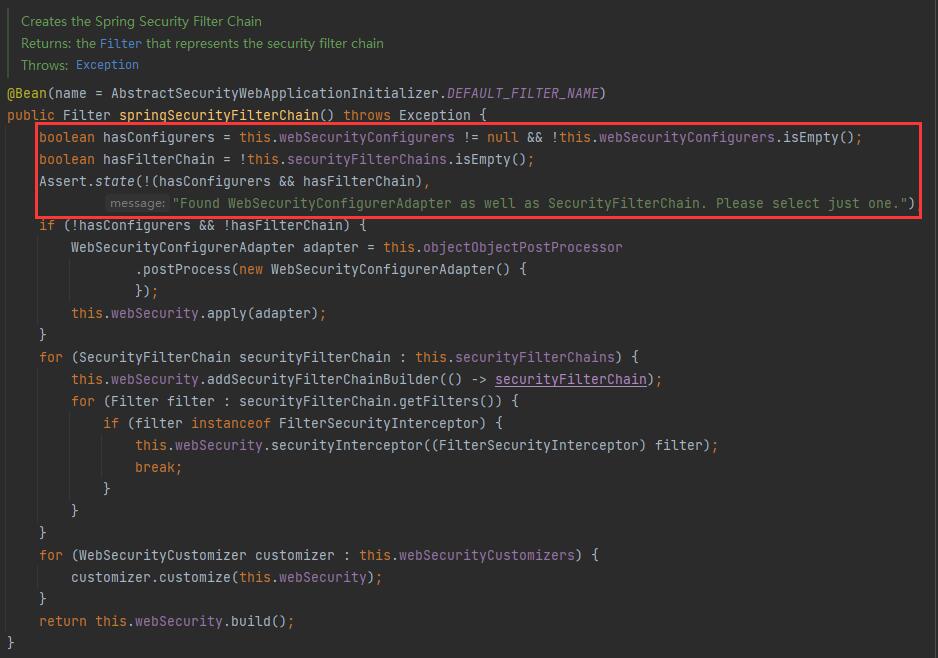 Creates the Spring Security Filter Chain
Returns: the Filter that represents the security filter chain
Throws: Exception
@Bean(name = AbstractSecurityWebApplicationInitializer.DEFAULT_FILTER_NAME)
public Filter springSecurityFilterChain() throws Exception {
boolean hasConfigurers = this.webSecurityConfigurers != null && !this.webSecurityConfigurers.isEmpty();
boolean hasFilterChain = !this.securityFilterChains.isEmpty();
Assert.state(!(hasConfigurers && hasFilterChain),
message: "Found WebSecurityConfigurerAdapter as well as SecurityFilterChain. Please select just one.")
if (!hasConfigurers && !hasFilterChain) {
WebSecurityConfigurerAdapter adapter = this.objectObjectPostProcessor
.postProcess(new WebSecurityConfigurerAdapter() {
});
this.webSecurity.apply(adapter);
}
for (SecurityFilterChain securityFilterChain : this.securityFilterChains) {
this.webSecurity.addSecurityFilterChainBuilder(() -> securityFilterChain);
for (Filter filter : securityFilterChain.getFilters()) {
if (filter instanceof FilterSecurityInterceptor) {
this.webSecurity.securityInterceptor((FilterSecurityInterceptor) filter);
break;
}
}
}
for (WebSecurityCustomizer customizer : this.webSecurityCustomizers) {
customizer.customize(this.webSecurity);
}
return this.webSecurity.build();
}